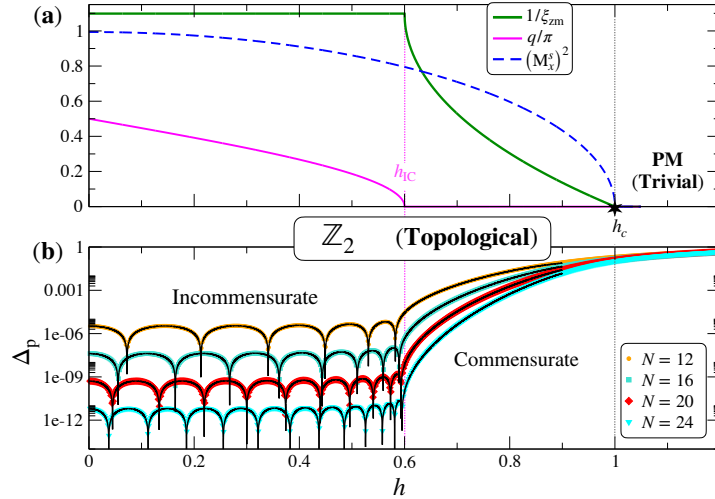 (a)
1/ξzm
q/π
(Mxs)2
1
0.8
0.6
0.4
0.2
0
hIC
PM
(Trivial)
hc
ℤ2 (Topological)
(b)
1
0.001
1e-06
1e-09
1e-12
Δp
Incommensurate
Commensurate
N = 12
N = 16
N = 20
N = 24
0
0.2
0.4
0.6
0.8
1
h